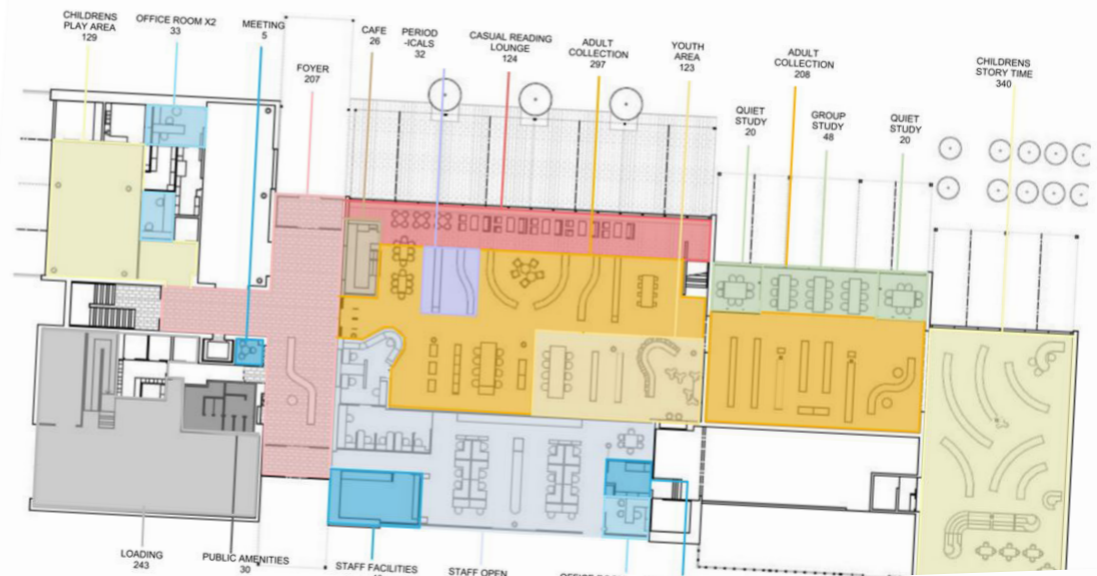 CHILDRENS
PLAY AREA
129
OFFICE ROOM X2
33
MEETING
5
FOYER
207
CAFE
26
PERIOD
-ICALS
32
CASUAL READING
LOUNGE
124
ADULT
COLLECTION
297
YOUTH
AREA
123
ADULT
COLLECTION
208
QUIET
STUDY
20
GROUP
STUDY
48
QUIET
STUDY
20
CHILDRENS
STORY TIME
340
LOADING
243
PUBLIC AMENITIES
30
STAFF FACILITIES
STAFF OPEN